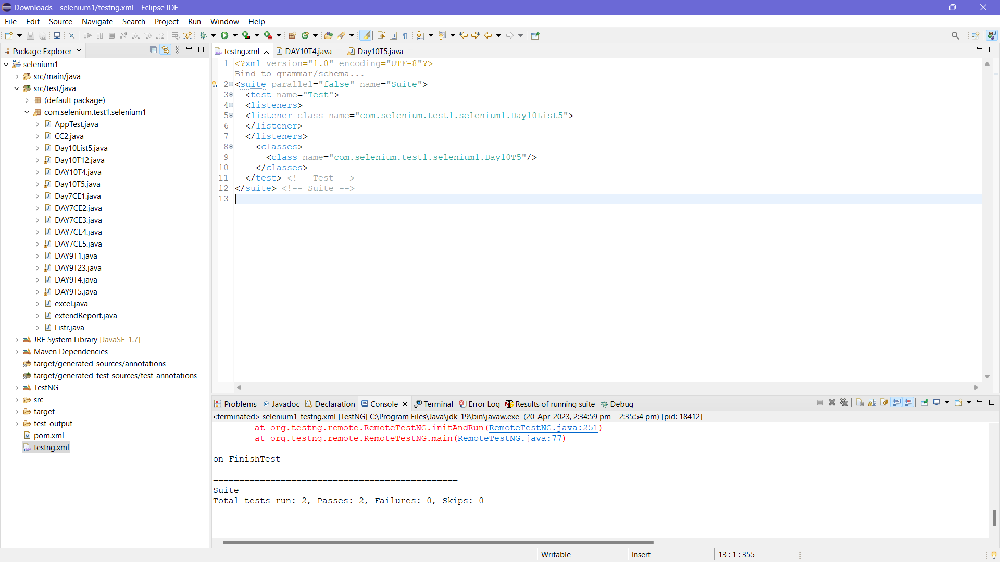 Downloads - selenium1/testng.xml - Eclipse IDE
File Edit Source Navigate Search Project Run Window Help
Package Explorer
selenium1
src/main/java
src/test/java
(default package)
com.selenium.test1.selenium1
AppTest.java
CC2.java
Day10List5.java
Day10T12.java
DAY10T4.java
Day10T5.java
Day7CE1.java
DAY7CE2.java
DAY7CE3.java
DAY7CE4.java
DAY7CE5.java
DAY9T1.java
DAY9T23.java
DAY9T4.java
DAY9T5.java
excel.java
extendReport.java
Listr.java
JRE System Library [JavaSE-1.7]
Maven Dependencies
target/generated-sources/annotations
target/generated-test-sources/test-annotations
TestNG
src
target
test-output
pom.xml
testng.xml
testng.xml DAY10T4.java Day10T5.java
1 <?xml version="1.0" encoding="UTF-8"?>
Bind to grammar/schema...
2 <suite parallel="false" name="Suite">
3 <test name="Test">
4 <listeners>
5 <listener class-name="com.selenium.test1.selenium1.Day10List5">
6 </listener>
7 </listeners>
8 <classes>
9 <class name="com.selenium.test1.selenium1.Day10T5"/>
10 </classes>
11 </test> <!-- Test -->
12 </suite> <!-- Suite -->
13
Problems Javadoc Declaration Console Terminal Error Log Results of running suite Debug
<terminated> selenium1_testng.xml [TestNG] C:\Program Files\Java\jdk-19\bin\javaw.exe (20-Apr-2023, 2:34:59 pm – 2:35:54 pm) [pid: 18412]
at org.testng.remote.RemoteTestNG.initAndRun(RemoteTestNG.java:251)
at org.testng.remote.RemoteTestNG.main(RemoteTestNG.java:77)
on FinishTest
===============================================
Suite
Total tests run: 2, Passes: 2, Failures: 0, Skips: 0
===============================================
Writable Insert 13 : 1 : 355